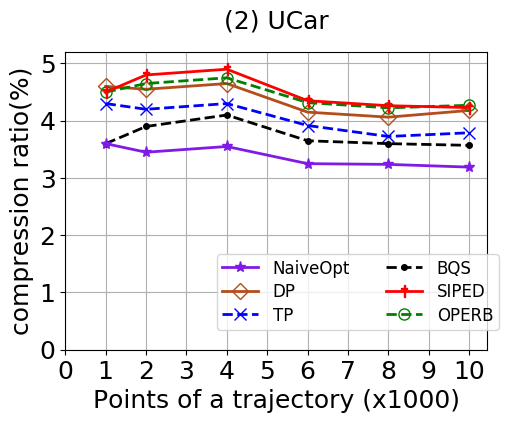 (2) UCar
compression ratio(%)
5
4
3
2
1
0
NaiveOpt
DP
TP
BQS
SIPED
OPERB
0 1 2 3 4 5 6 7 8 9 10
Points of a trajectory (x1000)